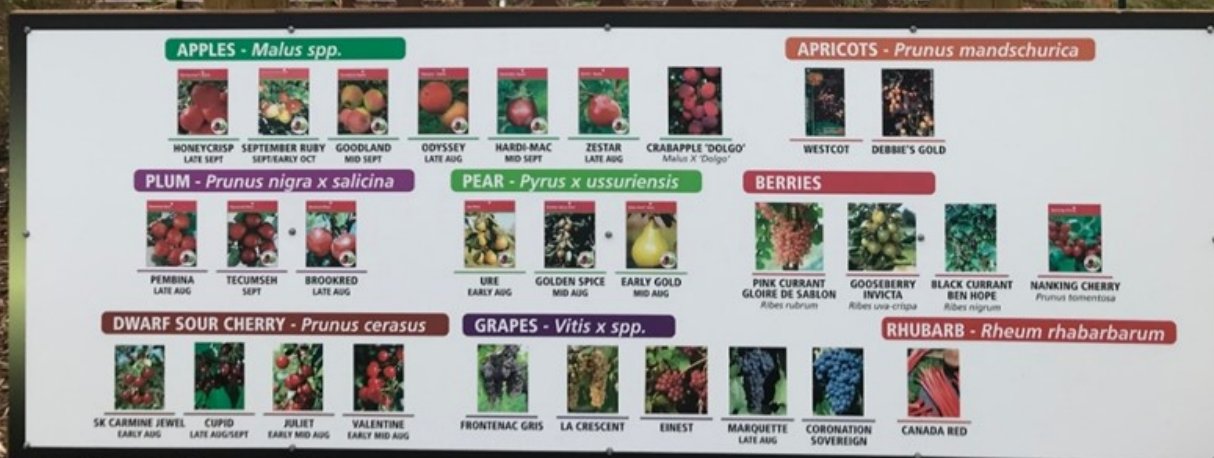 APPLES - Malus spp.
HONEYCRISP
LATE SEPT
SEPTEMBER RUBY
SEPT/EARLY OCT
GOODLAND
MID SEPT
ODYSSEY
LATE AUG
HARDI-MAC
MID SEPT
ZESTAR
LATE AUG
CRABAPPLE 'DOLGO'
Malus X 'Dolgo'
APRICOTS - Prunus mandschurica
WESTCOT
DEBBIE'S GOLD
PLUM - Prunus nigra x salicina
PEMBINA
LATE AUG
TECUMSEH
SEPT
BROOKRED
LATE AUG
PEAR - Pyrus x ussuriensis
URE
EARLY AUG
GOLDEN SPICE
MID AUG
EARLY GOLD
MID AUG
BERRIES
PINK CURRANT
GLOIRE DE SABLON
Ribes rubrum
GOOSEBERRY
INVICTA
Ribes uva-crispa
BLACK CURRANT
BEN HOPE
Ribes nigrum
NANKING CHERRY
Prunus tomentosa
DWARF SOUR CHERRY - Prunus cerasus
SK CARMINE JEWEL
EARLY AUG
CUPID
LATE AUG/SEPT
JULIET
EARLY MID AUG
VALENTINE
EARLY MID AUG
GRAPES - Vitis x spp.
FRONTENAC GRIS
LA CRESCENT
EINEST
MARQUETTE
LATE AUG
CORONATION
SOVEREIGN
RHUBARB - Rheum rhabarbarum
CANADA RED